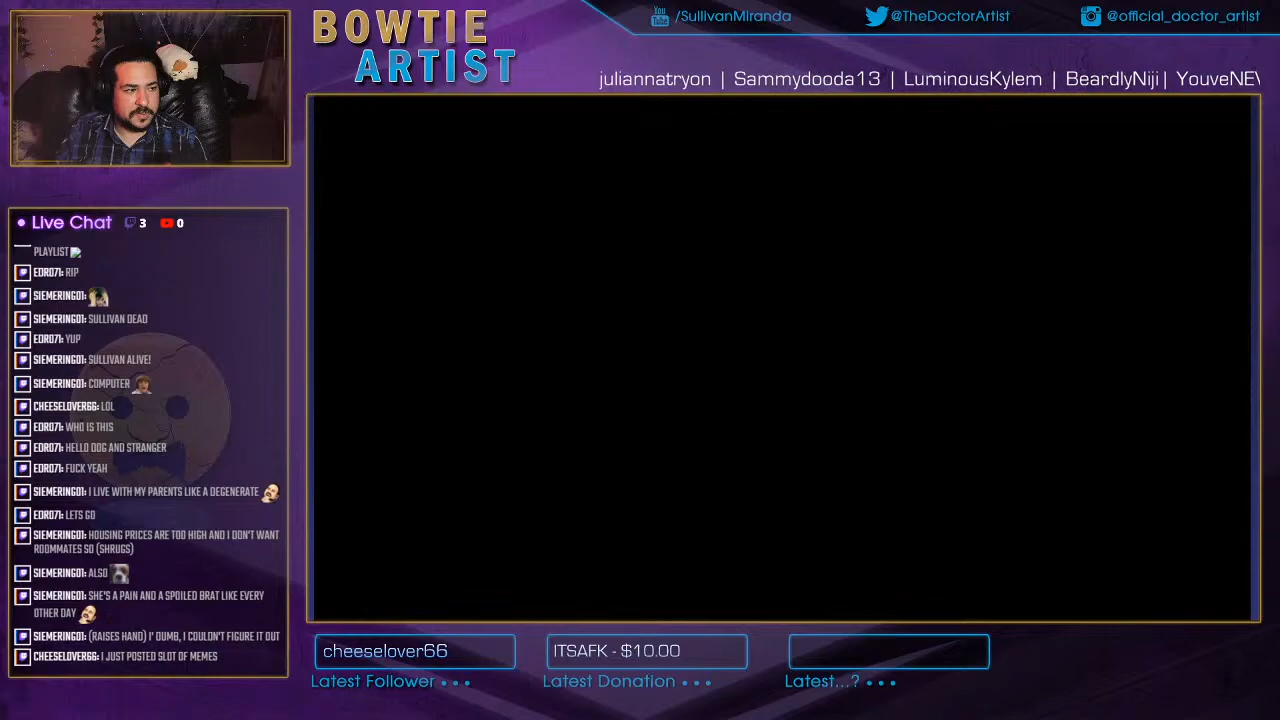 BOWTIE
ARTIST
You Tube /SullivanMiranda
@TheDoctorArtist
@official_doctor_artist
juliannatryon | Sammydooda13 | LuminousKylem | BeardlyNiji | YouveNE
Live Chat 3 0
PLAYLIST
EDR071: RIP
SIEMERING01:
SIEMERING01: SULLIVAN DEAD
EDR071: YUP
SIEMERING01: SULLIVAN ALIVE!
SIEMERING01: COMPUTER
CHEESELOVER66: LOL
EDR071: WHO IS THIS
EDR071: HELLO DOG AND STRANGER
EDR071: FUCK YEAH
SIEMERING01: I LIVE WITH MY PARENTS LIKE A DEGENERATE
EDR071: LETS GO
SIEMERING01: HOUSING PRICES ARE TOO HIGH AND I DON'T WANT
ROOMMATES SO (SHRUGS)
SIEMERING01: ALSO
SIEMERING01: SHE'S A PAIN AND A SPOILED BRAT LIKE EVERY
OTHER DAY
SIEMERING01: (RAISES HAND) I' DUMB, I COULDN'T FIGURE IT OUT
CHEESELOVER66: I JUST POSTED SLOT OF MEMES
cheeselover66
Latest Follower
ITSAFK - $10.00
Latest Donation
Latest...?